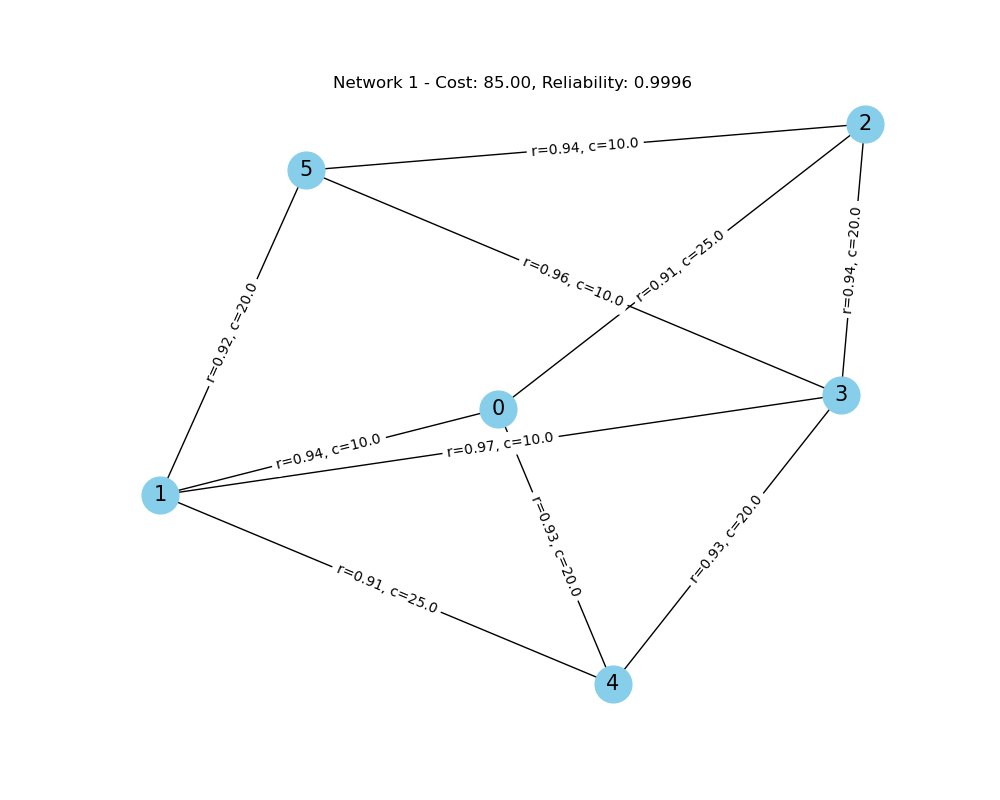 Network 1 - Cost: 85.00, Reliability: 0.9996
2
r=0.94, c=10.0
5
r=0.94, c=20.0
r=0.91, c=25.0
r=0.96, c=10.0
r=0.92, c=20.0
3
0
r=0.94, c=10.0
r=0.97, c=10.0
1
r=0.93, c=20.0
r=0.93, c=20.0
r=0.91, c=25.0
4